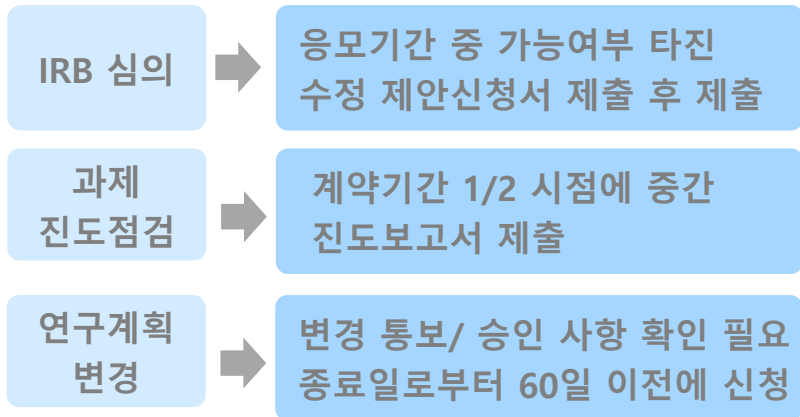 IRB 심의
응모기간 중 가능여부 타진
수정 제안신청서 제출 후 제출
과제
진도점검
계약기간 1/2 시점에 중간
진도보고서 제출
연구계획
변경
변경 통보/ 승인 사항 확인 필요
종료일로부터 60일 이전에 신청